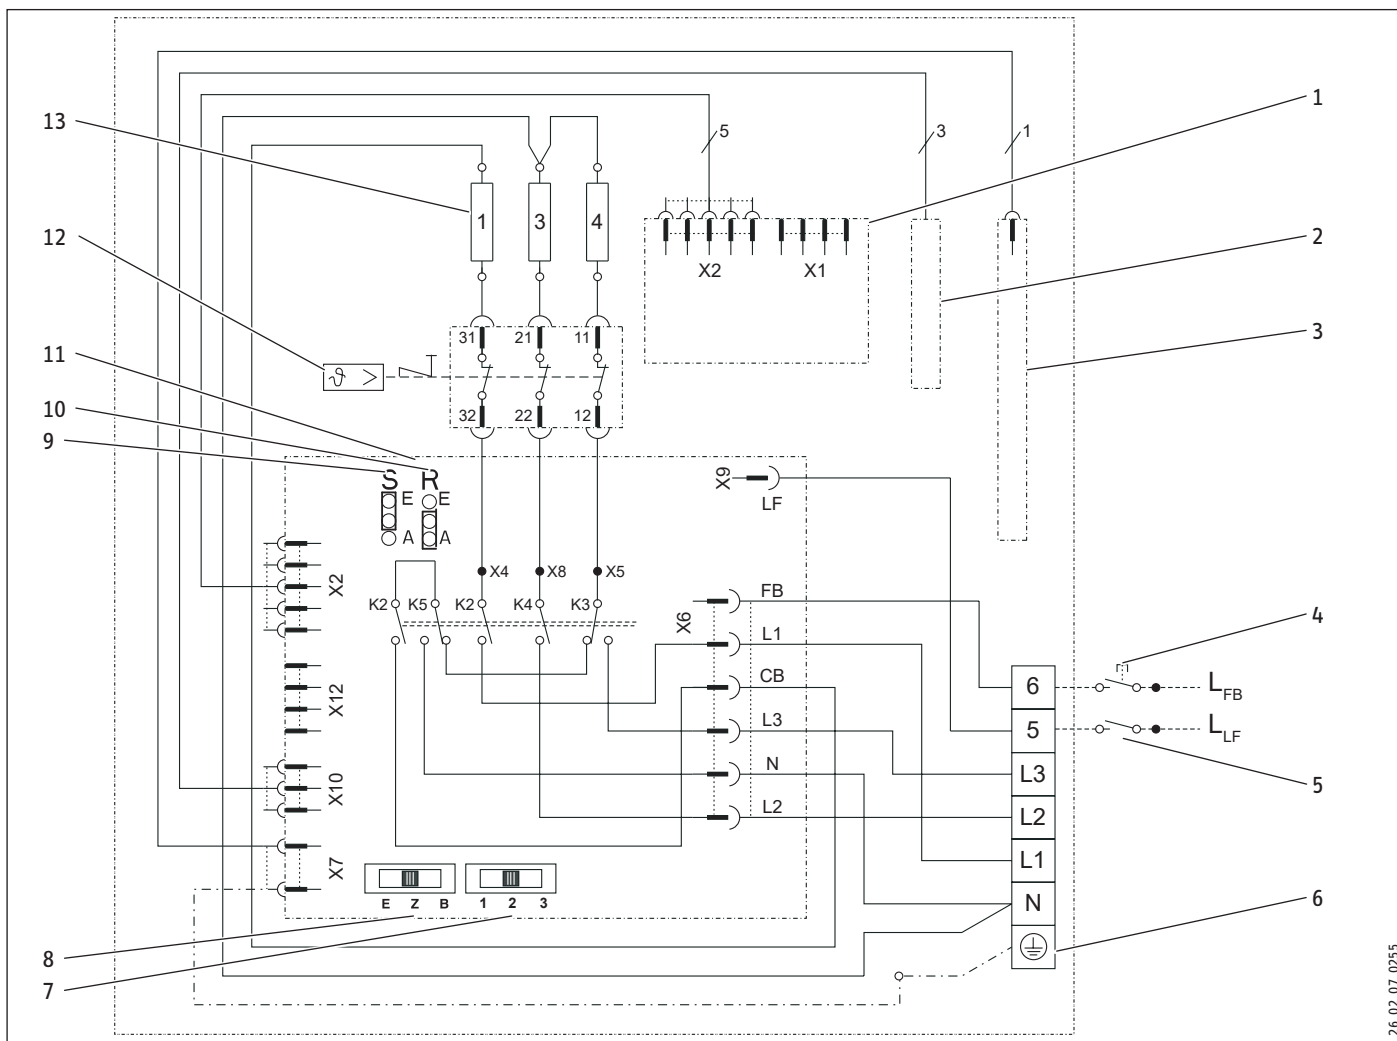 1
2
3
4
5
6
7
8
9
10
11
12
13
5
3
1
1
3
4
X2
X1
31
21
11
ϑ >
32
22
12
S R
E
E
A
A
X9
LF
X4
X8
X5
X2
K2
K5
K2
K4
K3
X6
FB
L1
CB
L3
N
L2
X12
X10
X7
E Z B
1 2 3
6
5
L3
L2
L1
N
LFB
LLF
26_02_07_0255